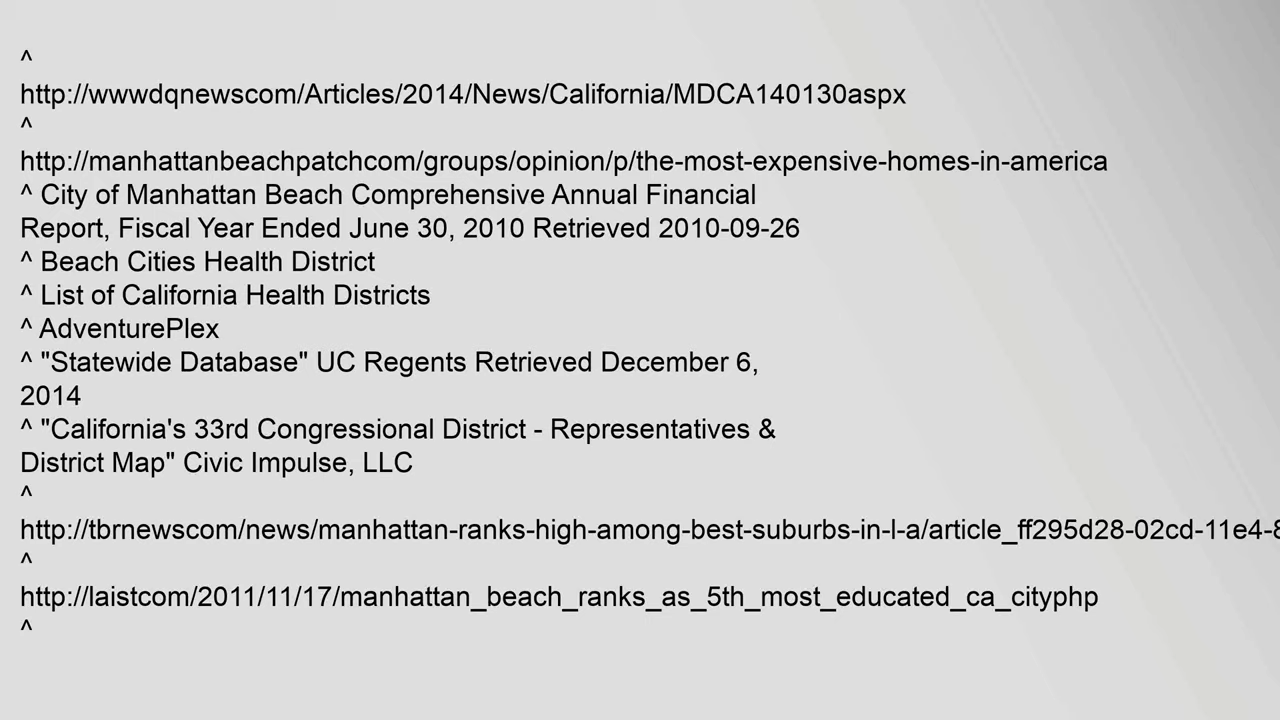 ^
http://wwwdqnewscom/Articles/2014/News/California/MDCA140130aspx
^
http://manhattanbeachpatchcom/groups/opinion/p/the-most-expensive-homes-in-america
^ City of Manhattan Beach Comprehensive Annual Financial
Report, Fiscal Year Ended June 30, 2010 Retrieved 2010-09-26
^ Beach Cities Health District
^ List of California Health Districts
^ AdventurePlex
^ "Statewide Database" UC Regents Retrieved December 6,
2014
^ "California's 33rd Congressional District - Representatives &
District Map" Civic Impulse, LLC
^
http://tbrnewscom/news/manhattan-ranks-high-among-best-suburbs-in-l-a/article_ff295d28-02cd-11e4-8
^
http://laistcom/2011/11/17/manhattan_beach_ranks_as_5th_most_educated_ca_cityphp
^